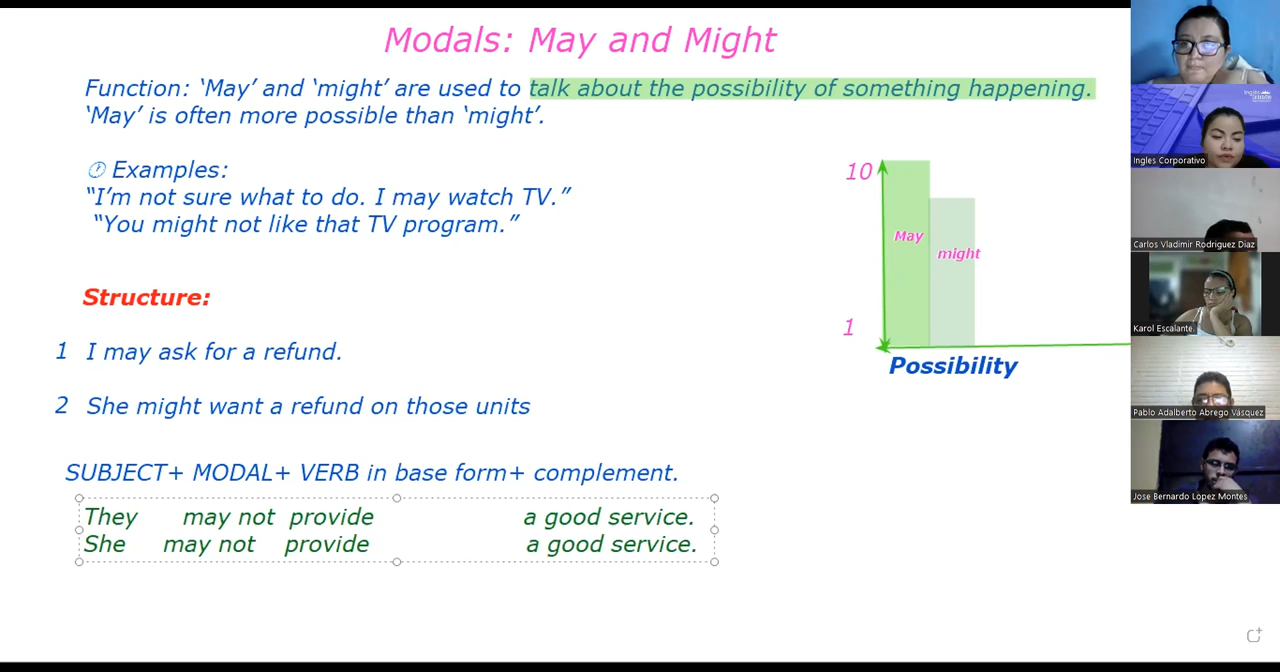 Modals: May and Might
Function: ‘May’ and ‘might’ are used to talk about the possibility of something happening.
‘May’ is often more possible than ‘might’.
Examples:
“I’m not sure what to do. I may watch TV.”
“You might not like that TV program.”
10
May
might
1
Possibility
Structure:
1 I may ask for a refund.
2 She might want a refund on those units
SUBJECT+ MODAL+ VERB in base form+ complement.
They may not provide a good service.
She may not provide a good service.
Ingles Corporativo
Carlos Vladimir Rodriguez Diaz
Karol Escalante.
Pablo Adalberto Abrego Vásquez
Jose Bernardo Lopez Montes